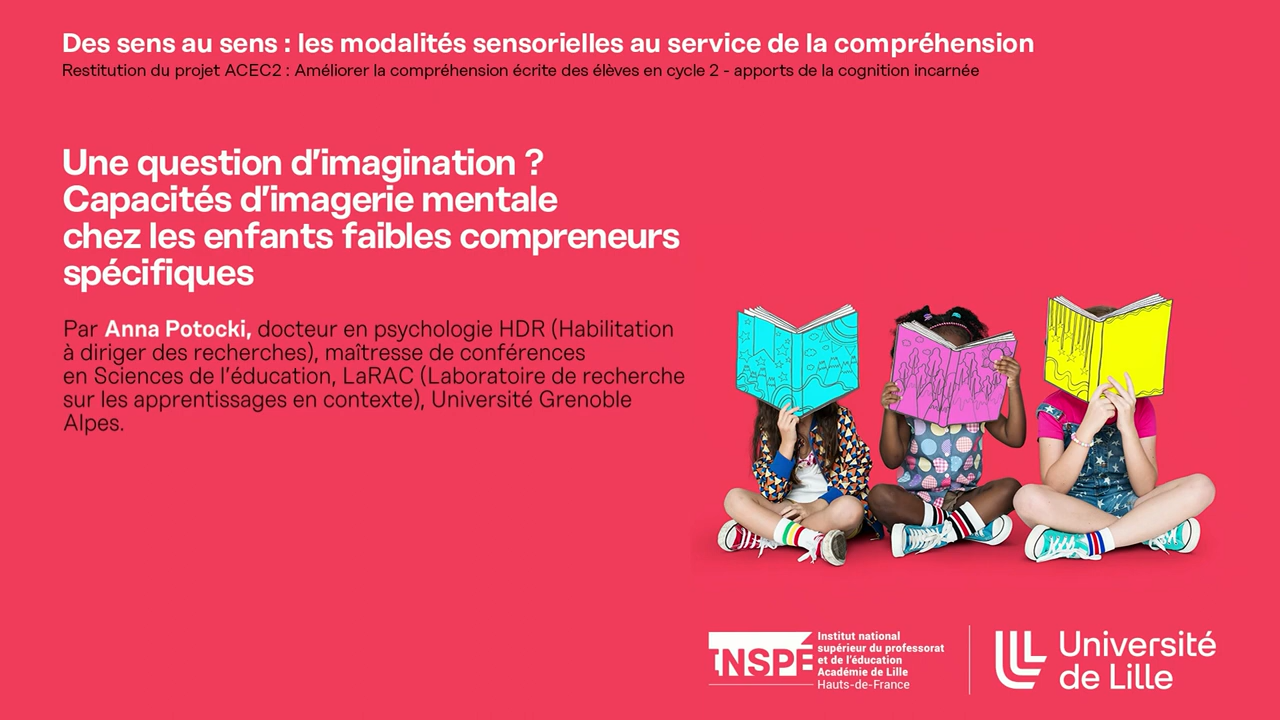 Des sens au sens : les modalités sensorielles au service de la compréhension
Restitution du projet ACEC2 : Améliorer la compréhension écrite des élèves en cycle 2 - apports de la cognition incarnée
Une question d’imagination ?
Capacités d’imagerie mentale
chez les enfants faibles compreneurs
spécifiques
Par Anna Potocki, docteur en psychologie HDR (Habilitation
à diriger des recherches), maîtresse de conférences
en Sciences de l’éducation, LaRAC (Laboratoire de recherche
sur les apprentissages en contexte), Université Grenoble
Alpes.
INSPÉ
Institut national
supérieur du professorat
et de l’éducation
Académie de Lille
Hauts-de-France
Université
de Lille